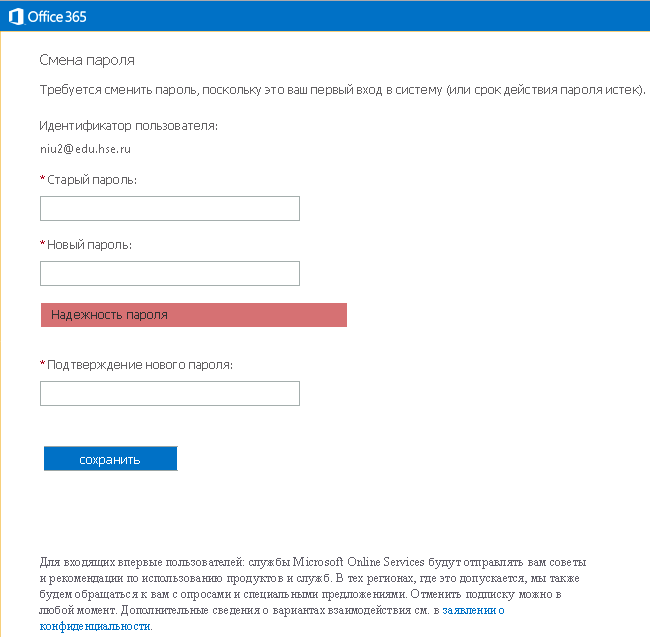 Office 365
Смена пароля
Требуется сменить пароль, поскольку это ваш первый вход в систему (или срок действия пароля истек).
Идентификатор пользователя:
niu2@edu.hse.ru
* Старый пароль:
* Новый пароль:
Надежность пароля
* Подтверждение нового пароля:
сохранить
Для входящих впервые пользователей: службы Microsoft Online Services будут отправлять вам советы
и рекомендации по использованию продуктов и служб. В тех регионах, где это допускается, мы также
будем обращаться к вам с опросами и специальными предложениями. Отменить подписку можно в
любой момент. Дополнительные сведения о вариантах взаимодействия см. в заявлении о
конфиденциальности.